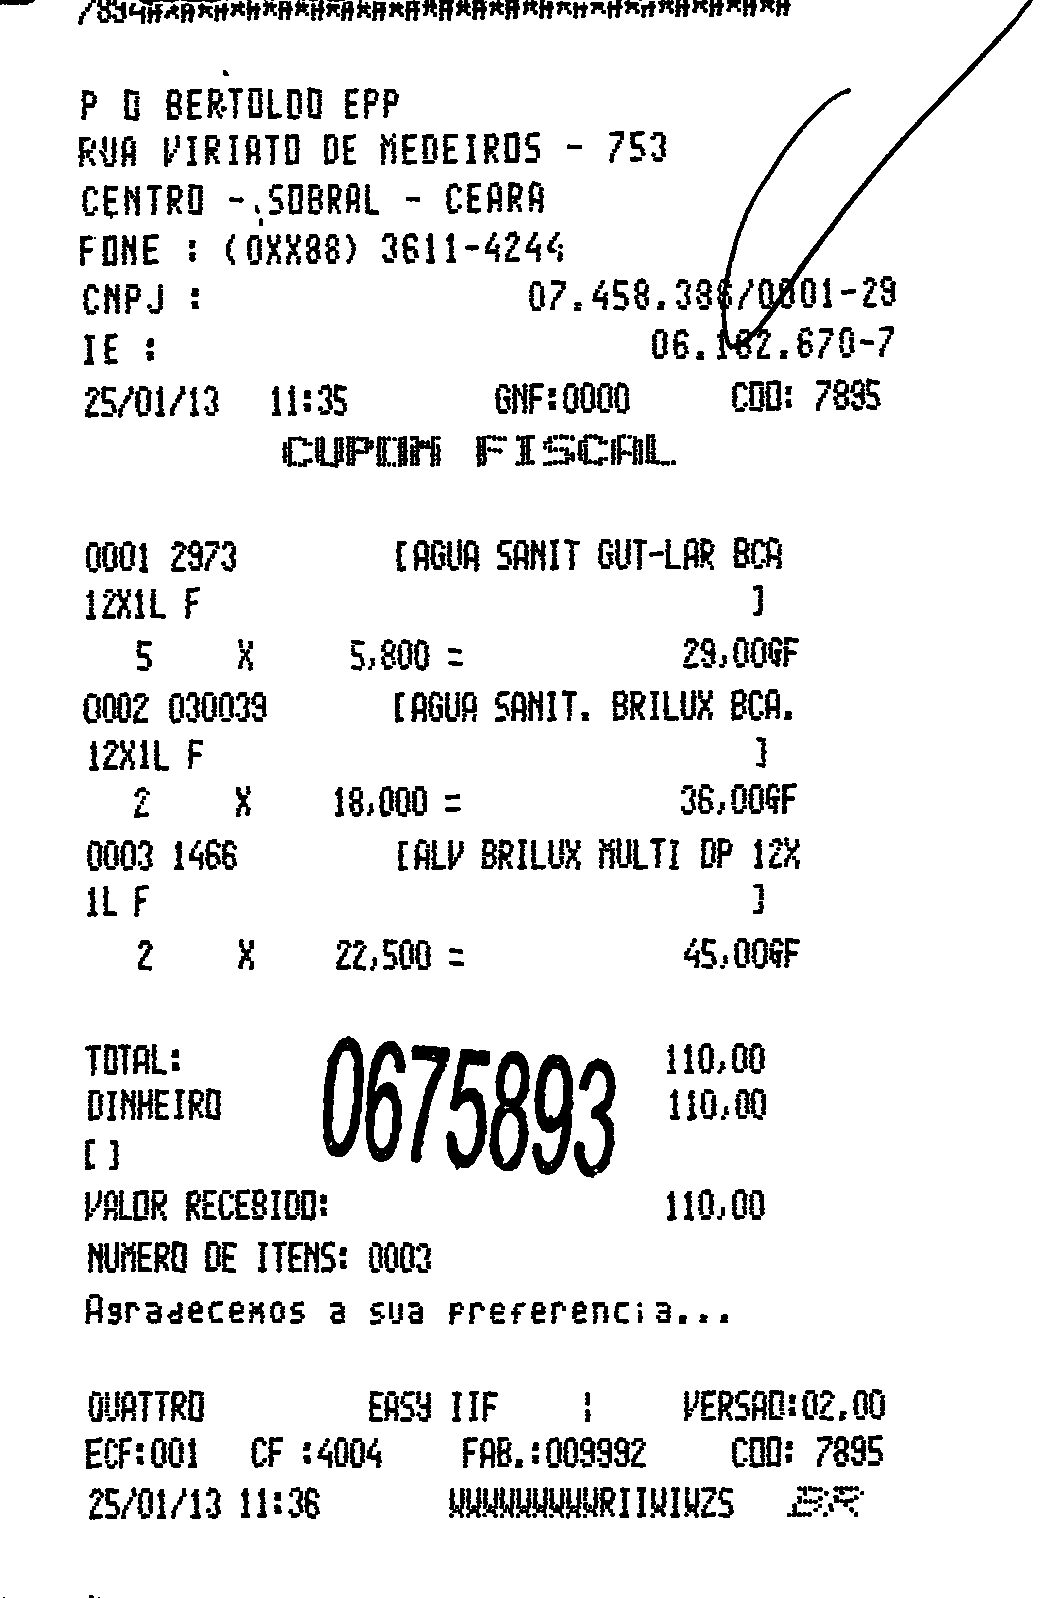 P D BERTOLDO EPP
RUA VIRIATO DE MEDEIROS - 753
CENTRO - SOBRAL - CEARA
FONE : (0XX88) 3611-4244
CNPJ : 07.458.386/0001-29
IE : 06.182.670-7
25/01/13 11:35 GNF:0000 COO: 7895
CUPOM FISCAL
0001 2973 [AGUA SANIT GUT-LAR BCA
12X1L F ]
5 X 5,800 = 29,00GF
0002 030039 [AGUA SANIT. BRILUX BCA.
12X1L F ]
2 X 18,000 = 36,00GF
0003 1466 [ALV BRILUX MULTI DP 12X
1L F ]
2 X 22,500 = 45,00GF
TOTAL: 110,00
DINHEIRO 110,00
[ ]
0675893
VALOR RECEBIDO: 110,00
NUMERO DE ITENS: 0003
Agradecemos a sua preferencia...
QUATTRO EASY IIF | VERSAO:02.00
ECF:001 CF :4004 FAB.:009992 COO: 7895
25/01/13 11:36 WWWWWWWWWRIIWIWZS BR